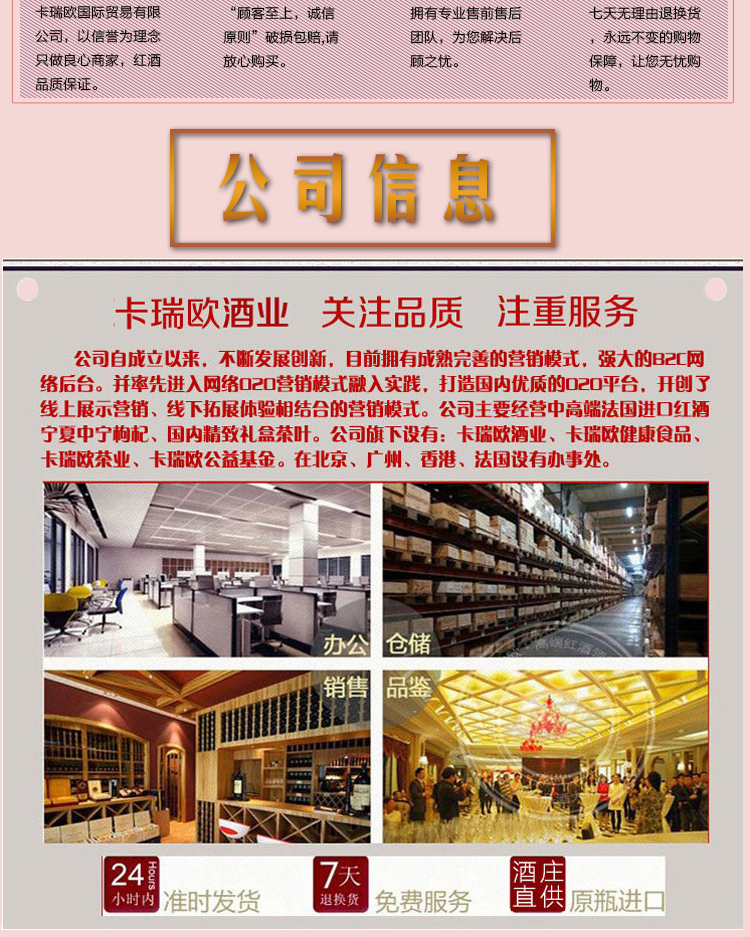 卡瑞欧国际贸易有限
公司，以信誉为理念
只做良心商家，红酒
品质保证。
“顾客至上，诚信
原则”破损包赔,请
放心购买。
拥有专业售前售后
团队，为您解决后
顾之忧。
七天无理由退换货
，永远不变的购物
保障，让您无忧购
物。
公司信息
卡瑞欧酒业 关注品质 注重服务
公司自成立以来，不断发展创新，目前拥有成熟完善的营销模式，强大的B2C网
络后台。并率先进入网络O2O营销模式融入实践，打造国内优质的O2O平台，开创了
线上展示营销、线下拓展体验相结合的营销模式。公司主要经营中高端法国进口红酒
宁夏中宁枸杞、国内精致礼盒茶叶。公司旗下设有：卡瑞欧酒业、卡瑞欧健康食品、
卡瑞欧茶业、卡瑞欧公益基金。在北京、广州、香港、法国设有办事处。
办公 仓储
销售 品鉴
24 Hours
小时内 准时发货
7天
退换货 免费服务
酒庄
直供 原瓶进口